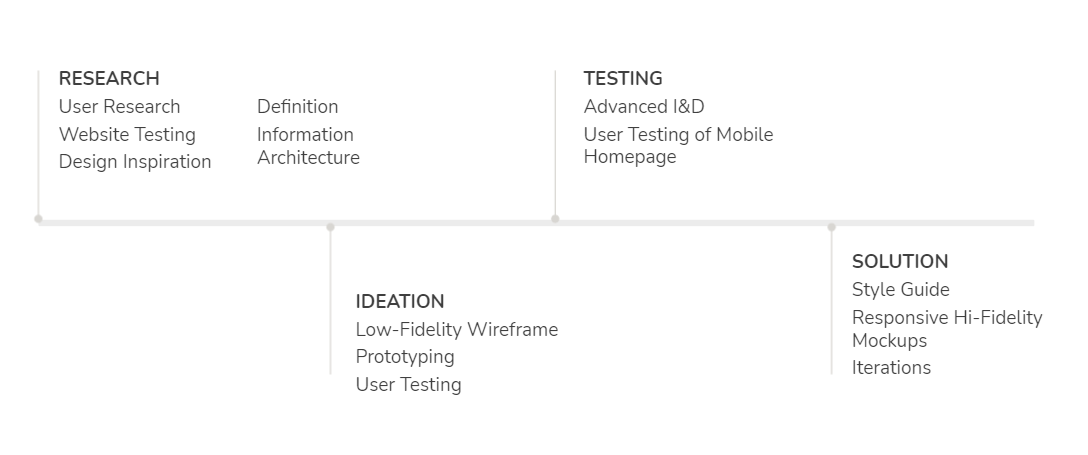 RESEARCH
User Research
Website Testing
Design Inspiration
Definition
Information
Architecture
TESTING
Advanced I&D
User Testing of Mobile
Homepage
IDEATION
Low-Fidelity Wireframe
Prototyping
User Testing
SOLUTION
Style Guide
Responsive Hi-Fidelity
Mockups
Iterations